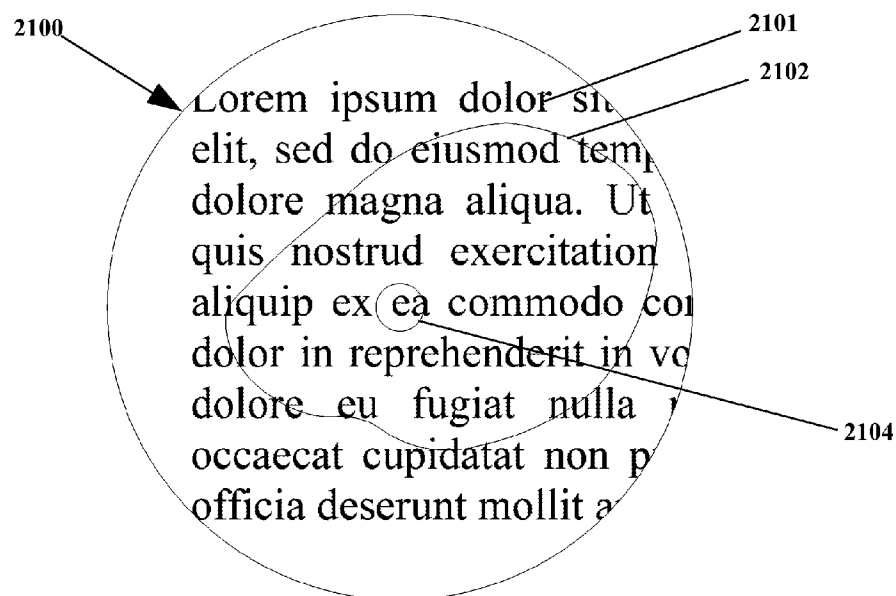 2100
2101
2102
Lorem ipsum dolor sit
elit, sed do eiusmod temp
dolore magna aliqua. Ut
quis nostrud exercitation
aliquip ex ea commodo con
dolor in reprehenderit in vo
dolore eu fugiat nulla
occaecat cupidatat non p
officia deserunt mollit a
2104